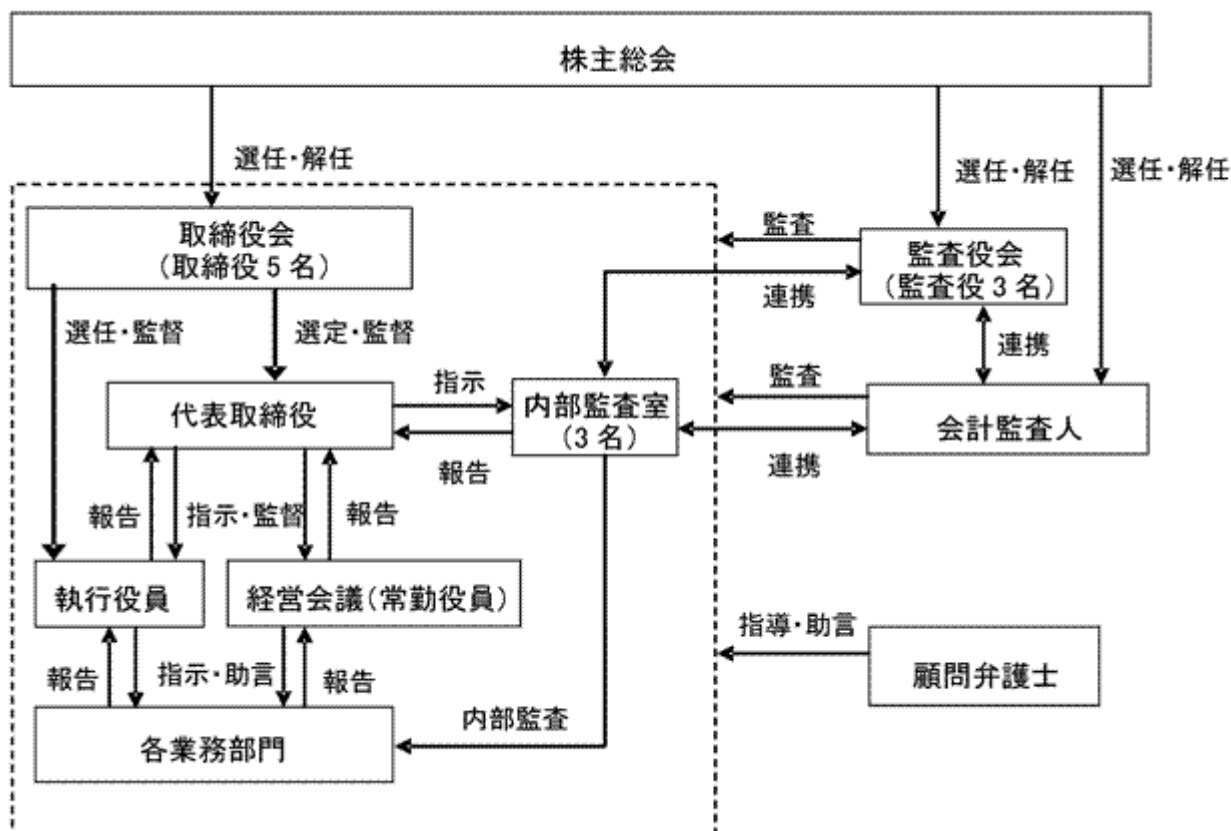 株主総会
選任・解任
選任・解任
選任・解任
取締役会
（取締役5名）
監査
監査役会
（監査役3名）
連携
選任・監督
選定・監督
連携
代表取締役
指示
内部監査室
（3名）
監査
会計監査人
報告
連携
報告
指示・監督
報告
執行役員
経営会議（常勤役員）
指導・助言
顧問弁護士
報告
指示・助言
報告
内部監査
各業務部門